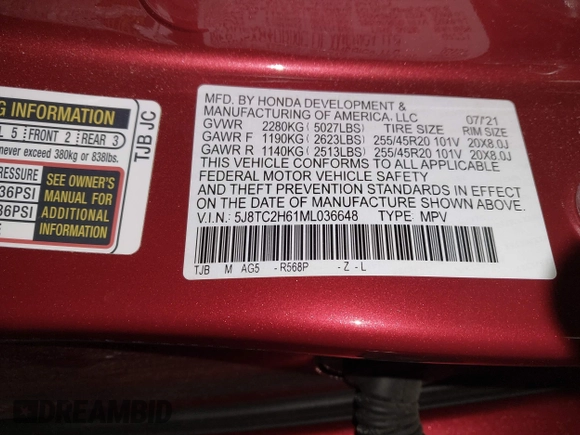 G INFORMATION
L 5 FRONT 2 REAR 3
never exceed 380kg or 838lbs.
RESSURE
36PSI
36PSI
E
SEE OWNER'S
MANUAL FOR
ADDITIONAL
INFORMATION
TJB JC
MFD. BY HONDA DEVELOPMENT &
MANUFACTURING OF AMERICA, LLC 07/21
GVWR 2280KG (5027LBS) TIRE SIZE RIM SIZE
GAWR F 1190KG (2623LBS) 255/45R20 101V 20X8.0J
GAWR R 1140KG (2513LBS) 255/45R20 101V 20X8.0J
THIS VEHICLE CONFORMS TO ALL APPLICABLE
FEDERAL MOTOR VEHICLE SAFETY
AND THEFT PREVENTION STANDARDS IN EFFECT
ON THE DATE OF MANUFACTURE SHOWN ABOVE.
V.I.N.: 5J8TC2H61ML036648 TYPE: MPV
TJB M AG5 - R568P - Z - L
DREAMBID